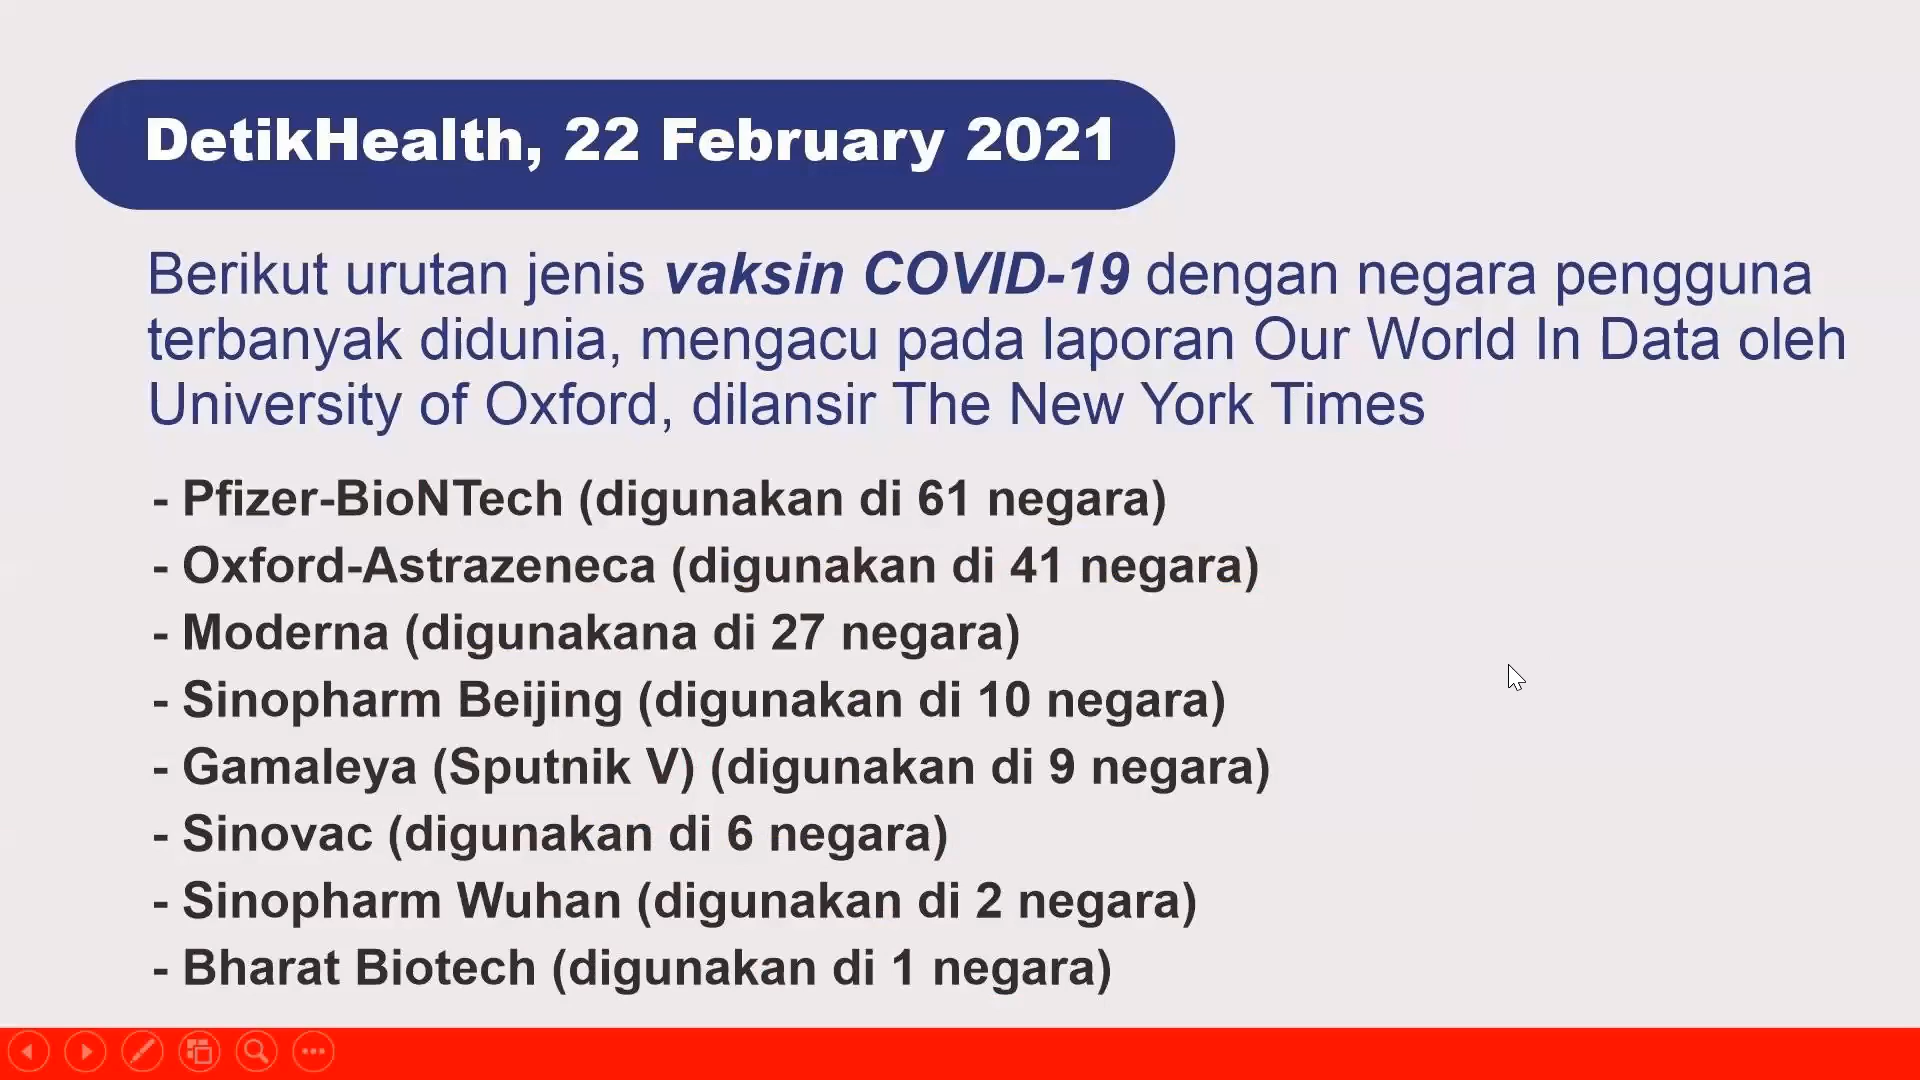 DetikHealth, 22 February 2021
Berikut urutan jenis vaksin COVID-19 dengan negara pengguna
terbanyak didunia, mengacu pada laporan Our World In Data oleh
University of Oxford, dilansir The New York Times
- Pfizer-BioNTech (digunakan di 61 negara)
- Oxford-Astrazeneca (digunakan di 41 negara)
- Moderna (digunakana di 27 negara)
- Sinopharm Beijing (digunakan di 10 negara)
- Gamaleya (Sputnik V) (digunakan di 9 negara)
- Sinovac (digunakan di 6 negara)
- Sinopharm Wuhan (digunakan di 2 negara)
- Bharat Biotech (digunakan di 1 negara)